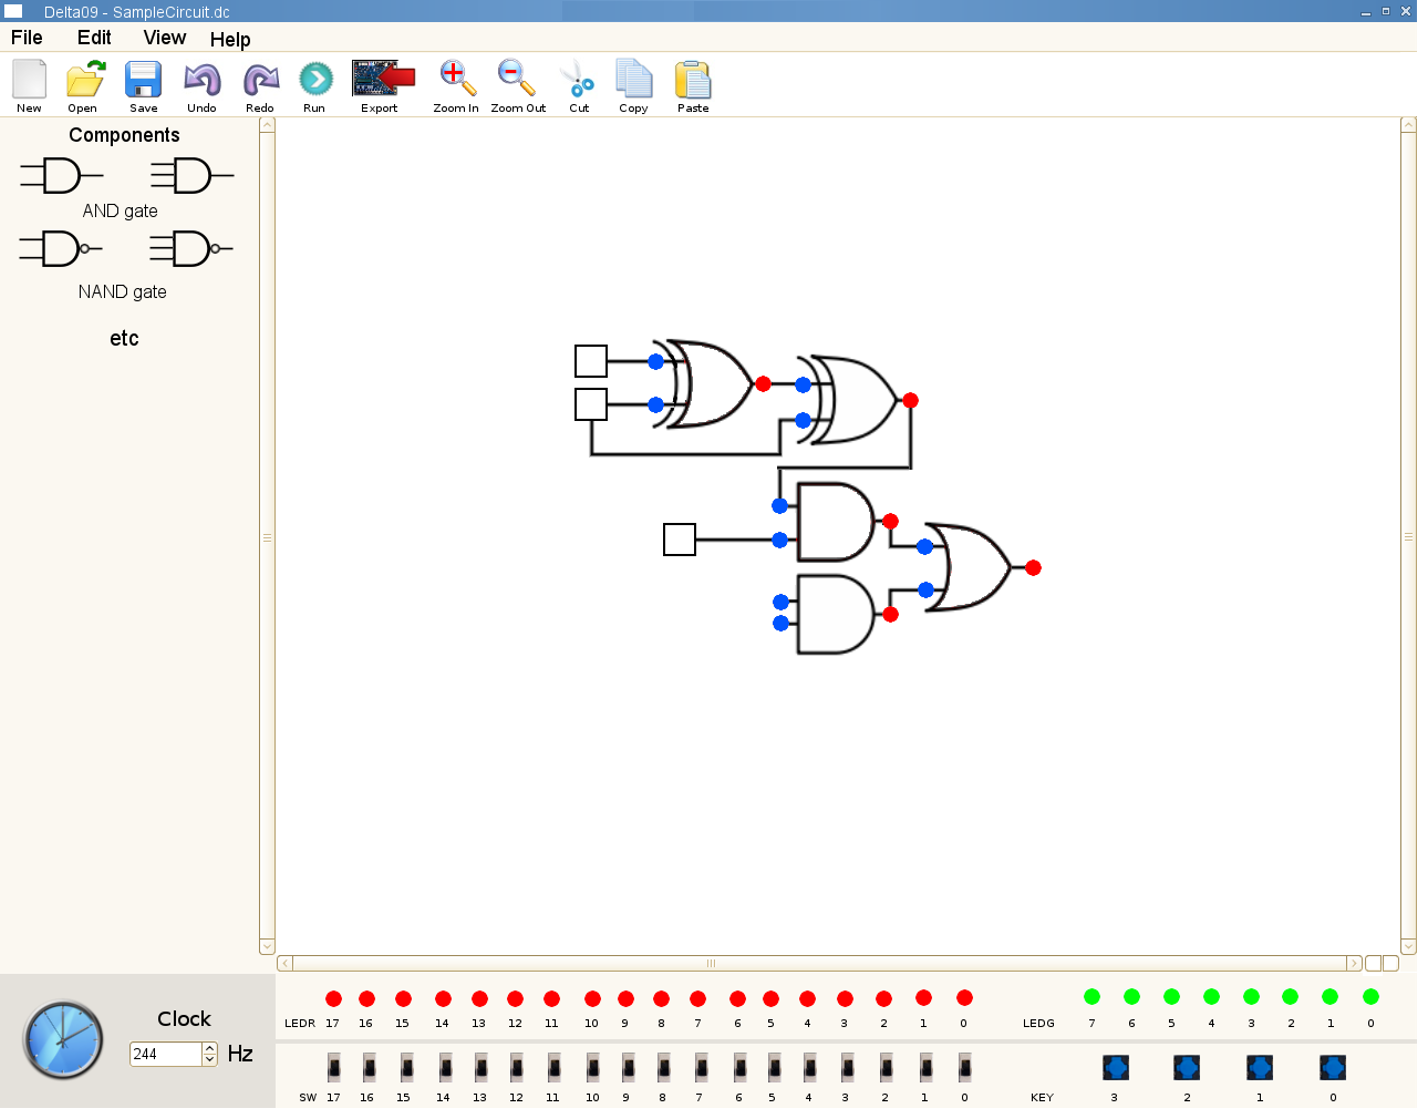 Delta09 - SampleCircuit.dc
File Edit View Help
New Open Save Undo Redo Run Export Zoom In Zoom Out Cut Copy Paste
Components
AND gate
NAND gate
etc
Clock
244 Hz
LEDR 17 16 15 14 13 12 11 10 9 8 7 6 5 4 3 2 1 0
LEDG 7 6 5 4 3 2 1 0
SW 17 16 15 14 13 12 11 10 9 8 7 6 5 4 3 2 1 0
KEY 3 2 1 0